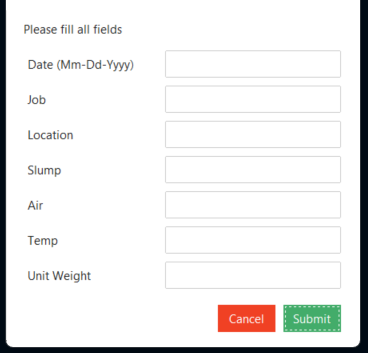 Please fill all fields
Date (Mm-Dd-Yyyy)
Job
Location
Slump
Air
Temp
Unit Weight
Cancel Submit